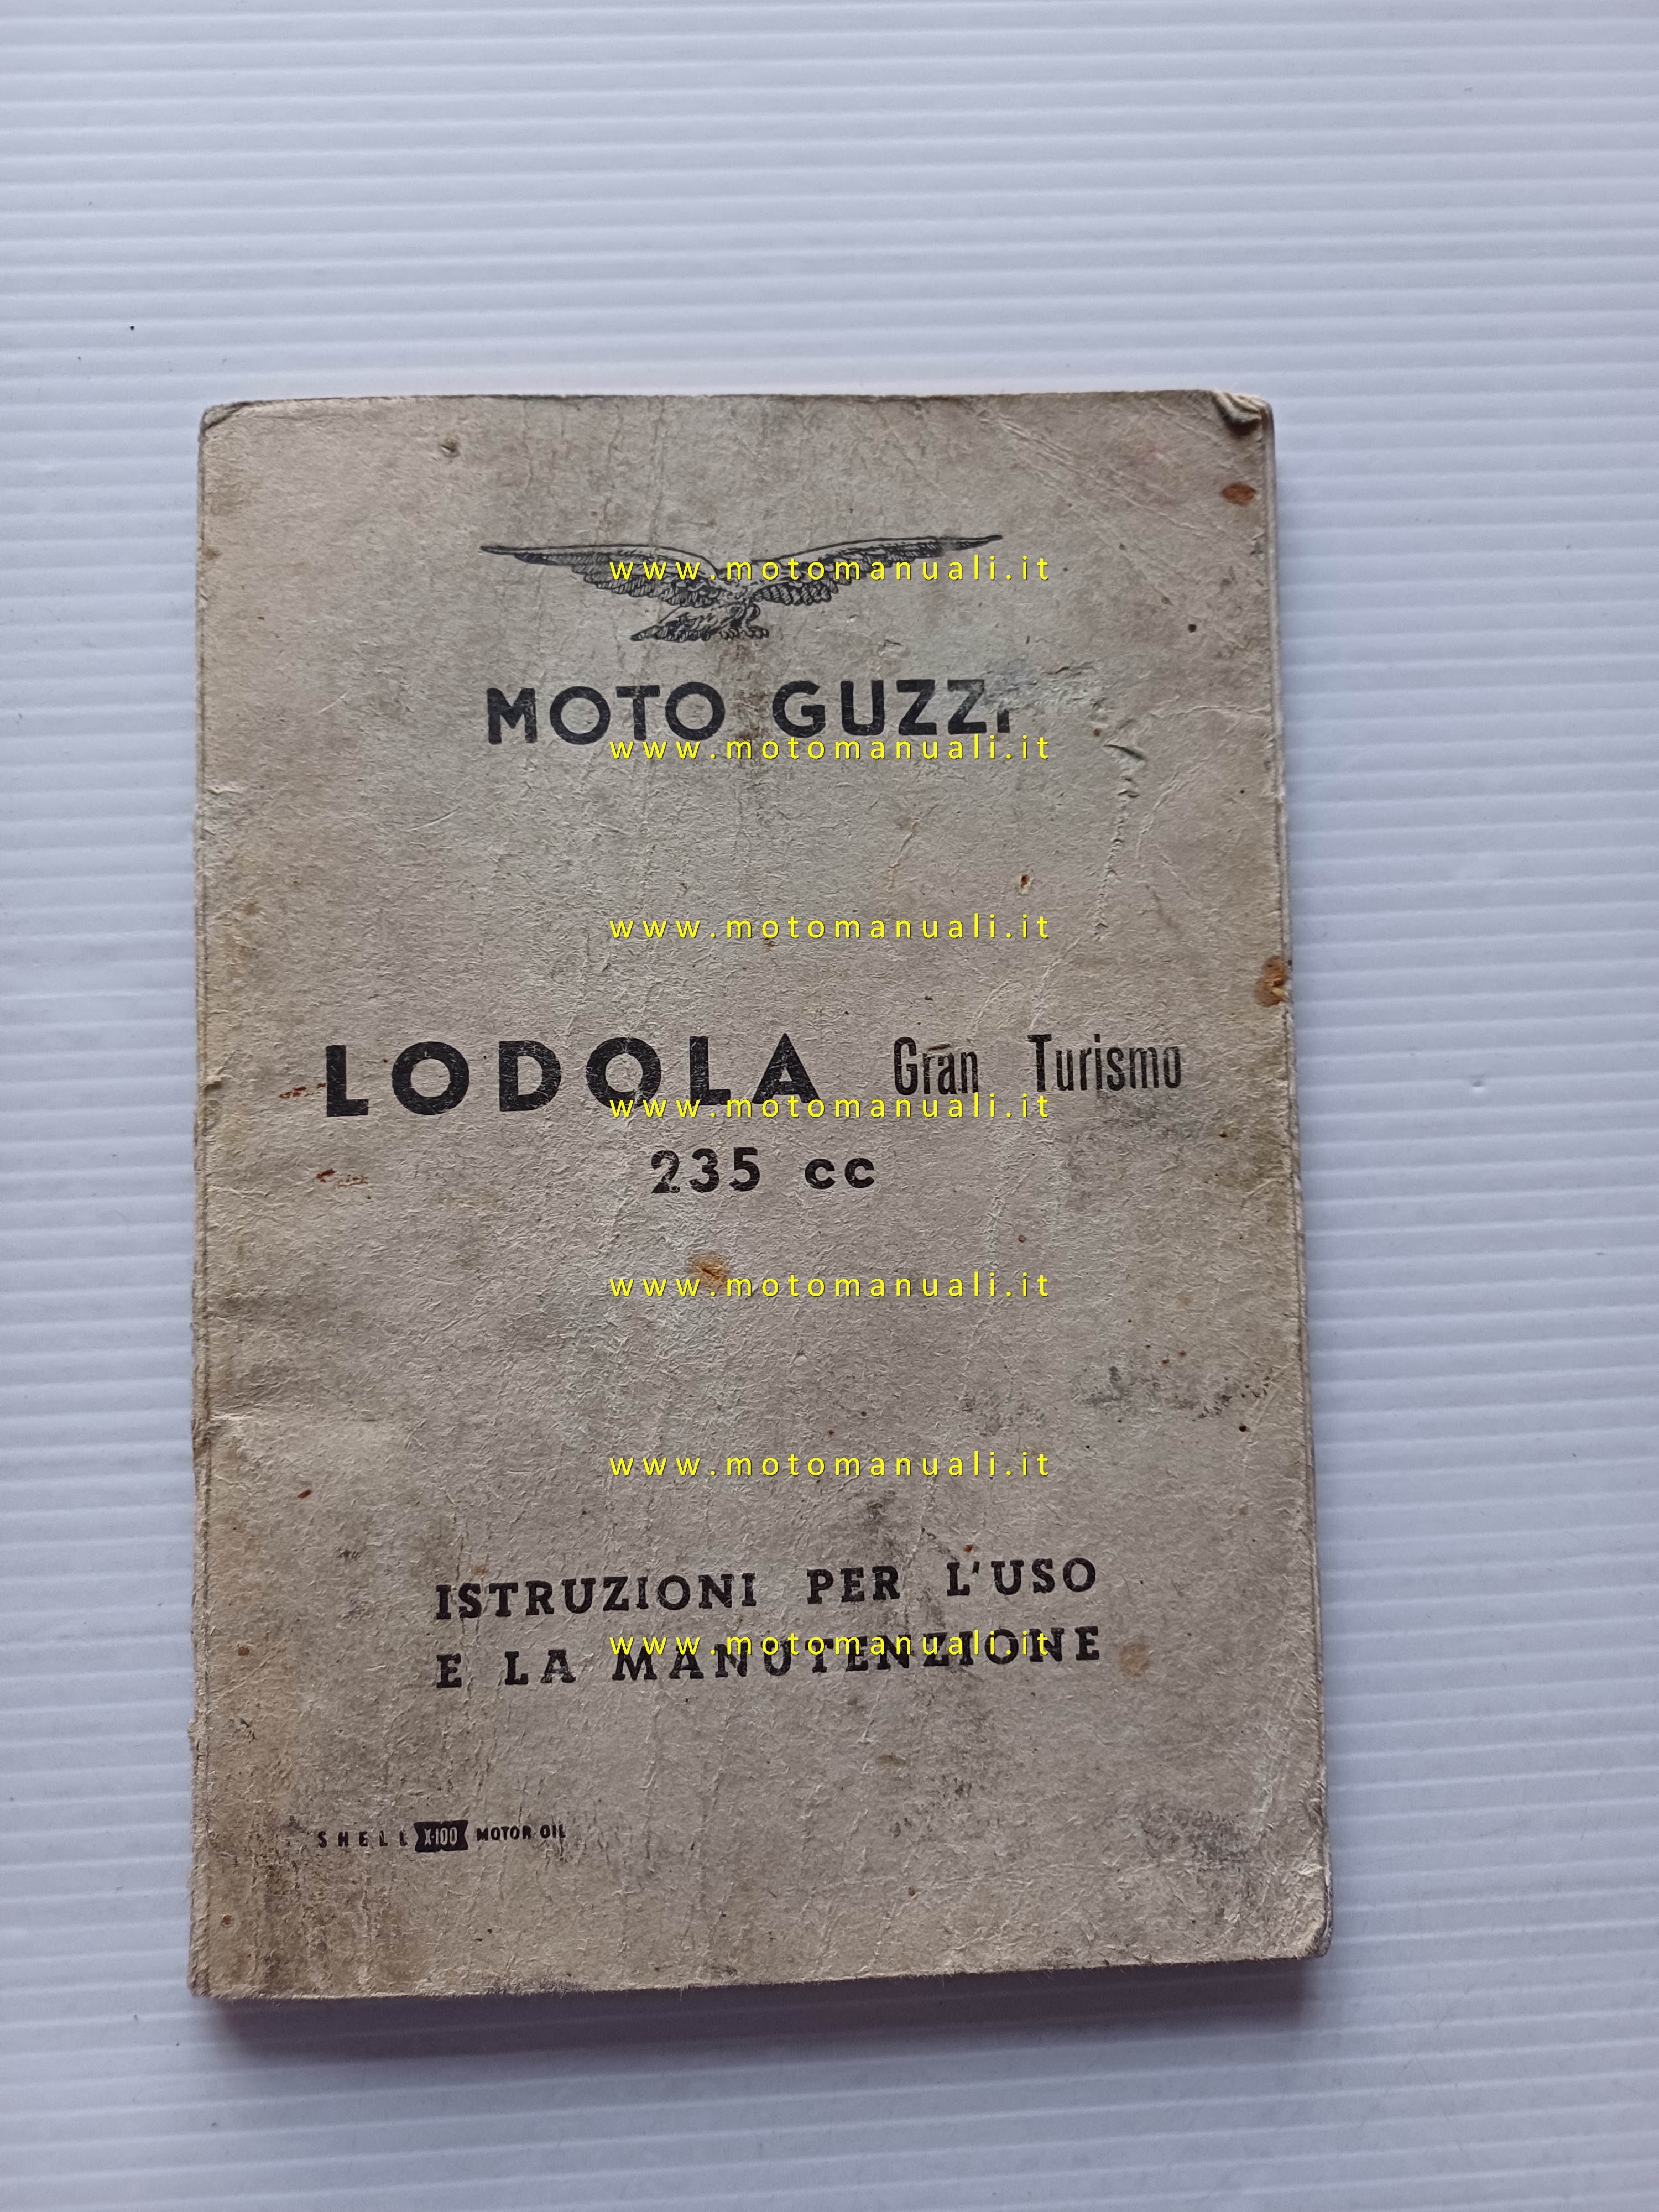 www.motomanuali.it
MOTO GUZZI
www.motomanuali.it
www.motomanuali.it
LODOLA Gran Turismo
www.motomanuali.it
235 cc
www.motomanuali.it
www.motomanuali.it
ISTRUZIONI PER L'USO
E LA MANUTENZIONE
www.motomanuali.it
SHELL X-100 MOTOR OIL